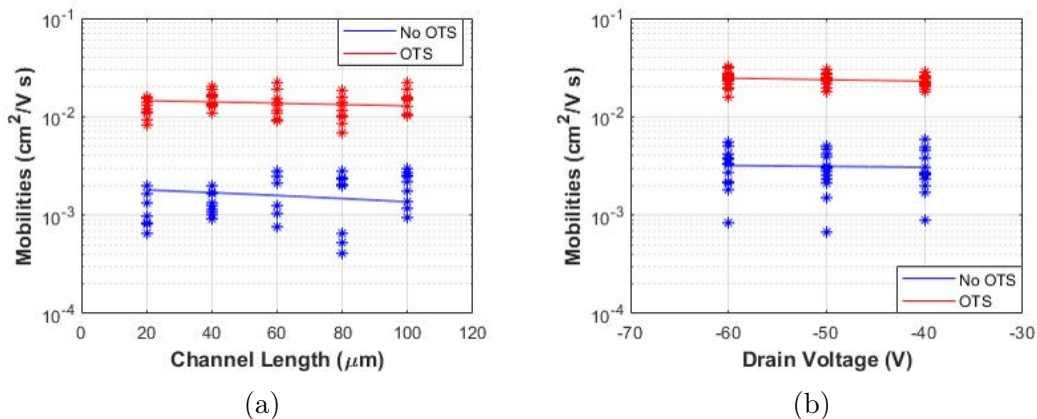 10^-1
10^-2
10^-3
10^-4
Mobilities (cm^2/V s)
No OTS
OTS
0 20 40 60 80 100 120
Channel Length (μm)
(a)
10^-1
10^-2
10^-3
10^-4
Mobilities (cm^2/V s)
No OTS
OTS
-70 -60 -50 -40 -30
Drain Voltage (V)
(b)